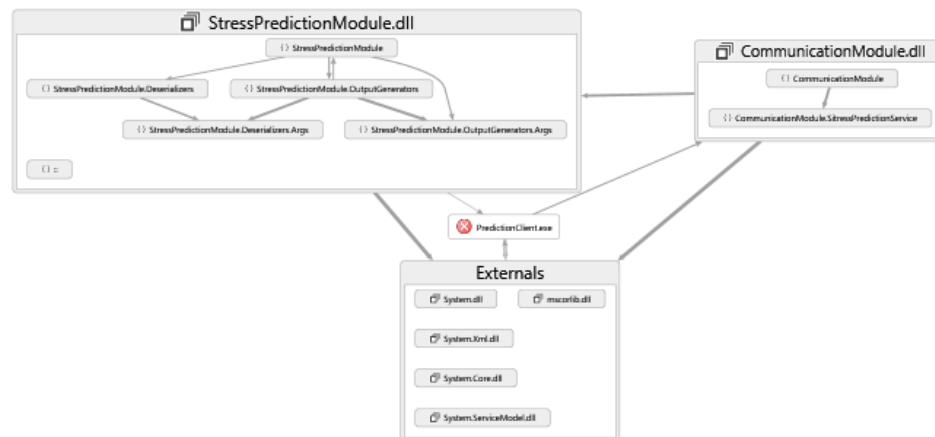 StressPredictionModule.dll
{} StressPredictionModule
{} StressPredictionModule.Deserializers
{} StressPredictionModule.OutputGenerators
{} StressPredictionModule.Deserializers.Args
{} StressPredictionModule.OutputGenerators.Args
{} ::
CommunicationModule.dll
{} CommunicationModule
{} CommunicationModule.SitressPredictionService
PredictionClient.exe
Externals
System.dll
mscorlib.dll
System.Xml.dll
System.Core.dll
System.ServiceModel.dll